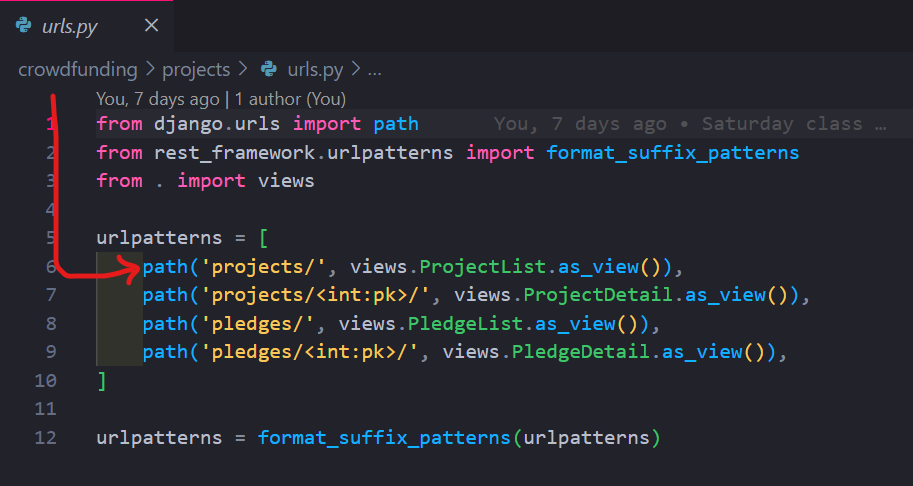 urls.py
crowdfunding > projects > urls.py > ...
You, 7 days ago | 1 author (You)
1 from django.urls import path You, 7 days ago • Saturday class …
2 from rest_framework.urlpatterns import format_suffix_patterns
3 from . import views
4
5 urlpatterns = [
6 path('projects/', views.ProjectList.as_view()),
7 path('projects/<int:pk>/', views.ProjectDetail.as_view()),
8 path('pledges/', views.PledgeList.as_view()),
9 path('pledges/<int:pk>/', views.PledgeDetail.as_view()),
10 ]
11
12 urlpatterns = format_suffix_patterns(urlpatterns)